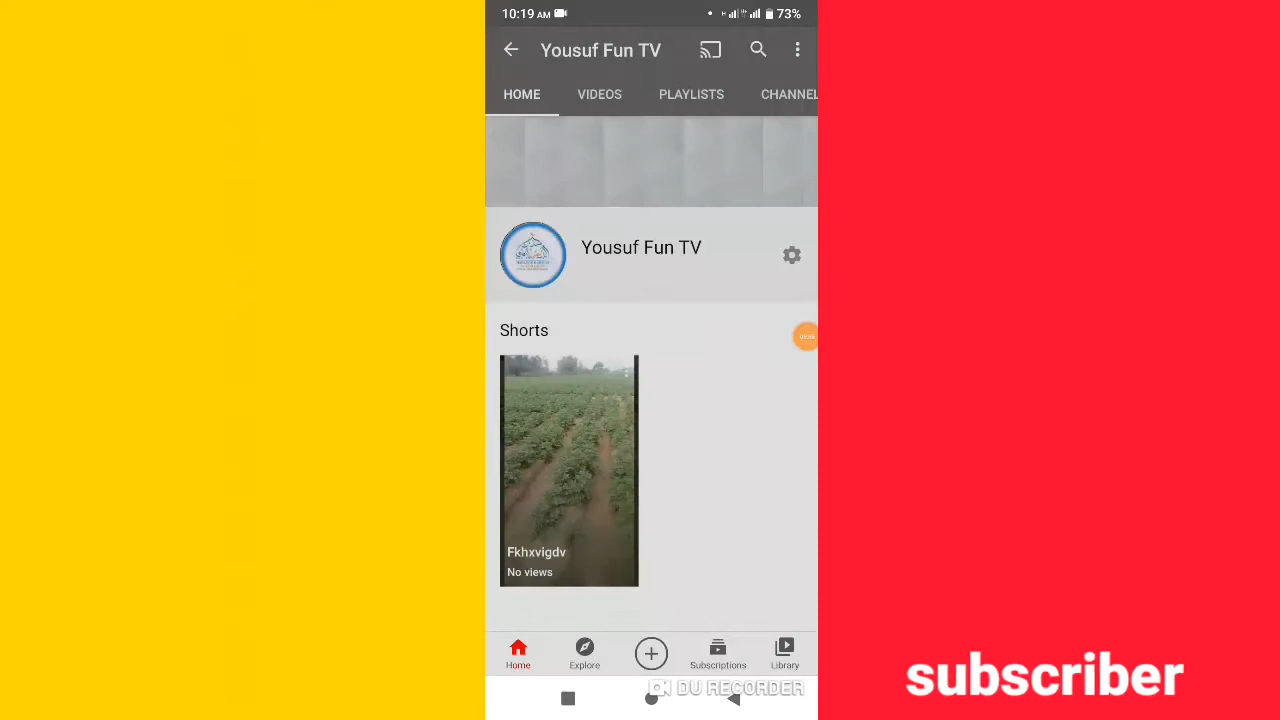 10:19 AM 73%
Yousuf Fun TV
HOME VIDEOS PLAYLISTS CHANNEL
Yousuf Fun TV
Shorts
Fkhxvigdv
No views
Home Explore Subscriptions Library
DU RECORDER
subscriber